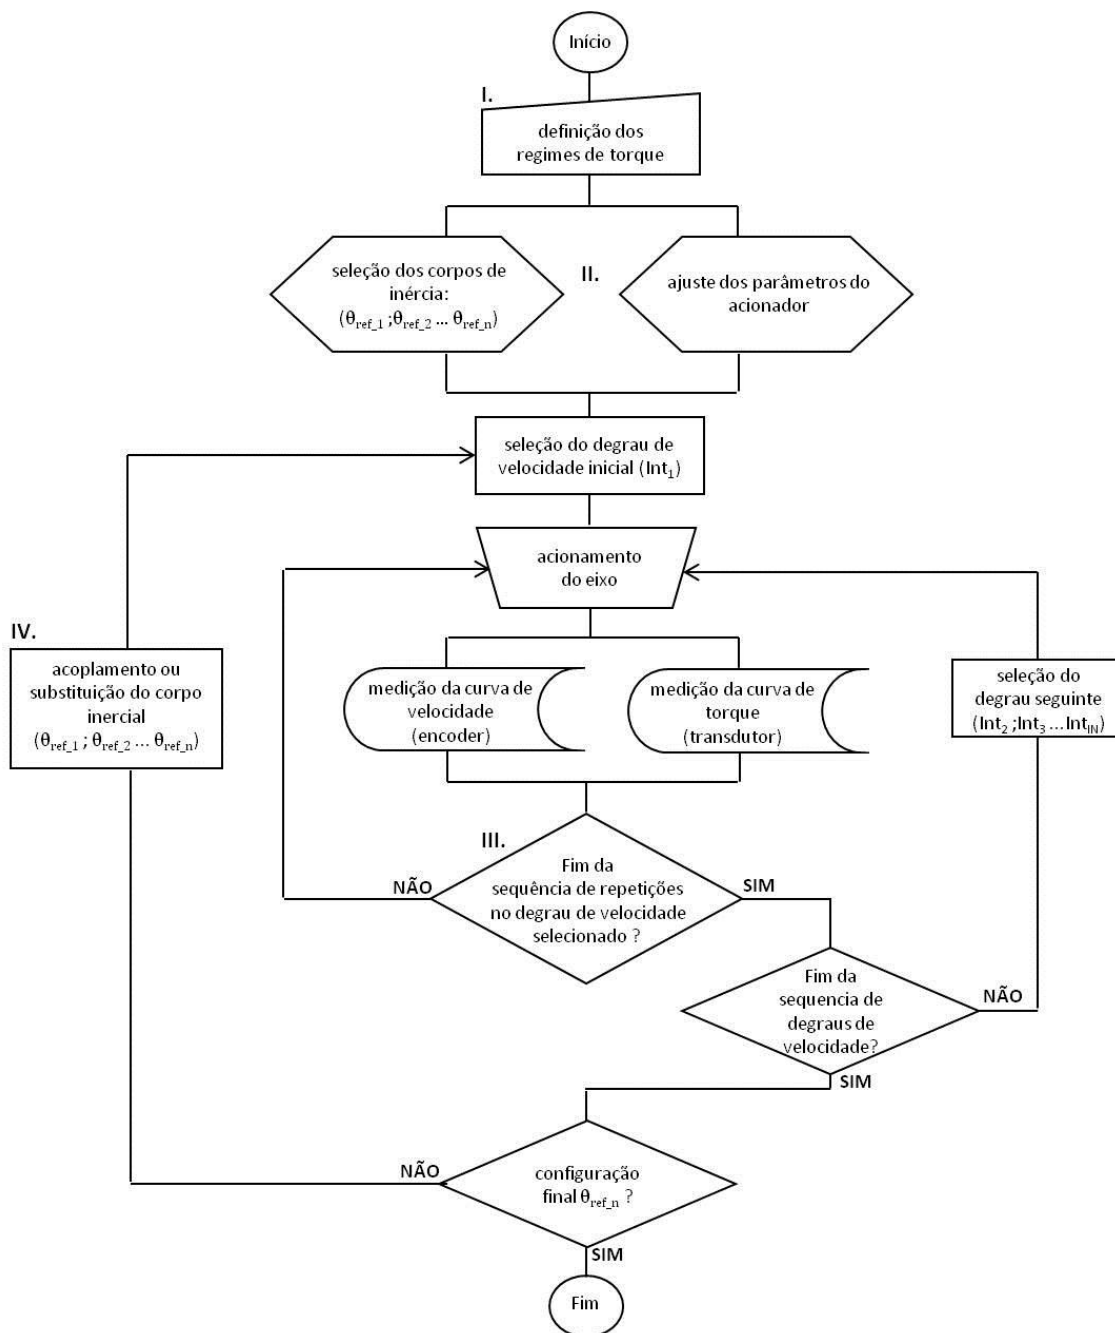 Início
I.
definição dos
regimes de torque
seleção dos corpos de
inércia:
(θref_1 ;θref_2 ... θref_n)
II.
ajuste dos parâmetros do
acionador
seleção do degrau de
velocidade inicial (Int1)
acionamento
do eixo
IV.
acoplamento ou
substituição do corpo
inercial
(θref_1 ; θref_2 ... θref_n)
medição da curva de
velocidade
(encoder)
medição da curva de
torque
(transdutor)
seleção do
degrau seguinte
(Int2 ;Int3 ... IntIN)
III.
Fim da
sequência de repetições
no degrau de velocidade
selecionado ?
NÃO
SIM
Fim da
sequencia de
degraus de
velocidade?
NÃO
SIM
configuração
final θref_n ?
NÃO
SIM
Fim